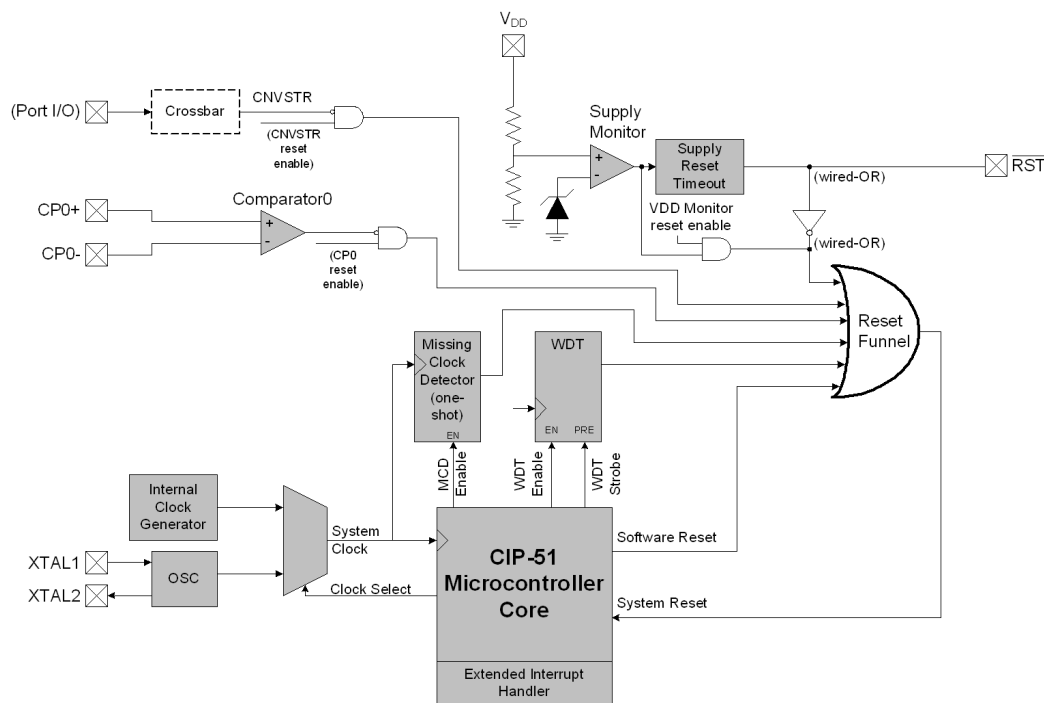 VDD
(Port I/O)
Crossbar
CNVSTR
(CNVSTR
reset
enable)
Supply
Monitor
+
-
Supply
Reset
Timeout
(wired-OR)
RST
CP0+
CP0-
Comparator0
+
-
(CP0
reset
enable)
VDD Monitor
reset enable
(wired-OR)
Reset
Funnel
Missing
Clock
Detector
(one-
shot)
EN
WDT
EN PRE
MCD
Enable
WDT
Enable
WDT
Strobe
Internal
Clock
Generator
System
Clock
XTAL1
XTAL2
OSC
Clock Select
CIP-51
Microcontroller
Core
Software Reset
System Reset
Extended Interrupt
Handler